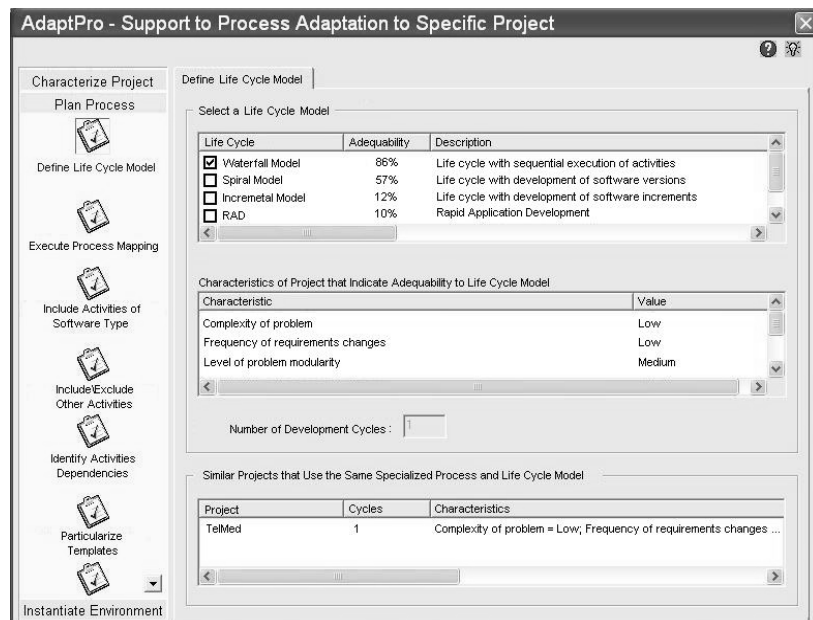 AdaptPro - Support to Process Adaptation to Specific Project
Characterize Project
Plan Process
Define Life Cycle Model
Execute Process Mapping
Include Activities of
Software Type
Include\Exclude
Other Activities
Identify Activities
Dependencies
Particularize
Templates
Instantiate Environment
Define Life Cycle Model
Select a Life Cycle Model
Life Cycle Adequability Description
Waterfall Model 86% Life cycle with sequential execution of activities
Spiral Model 57% Life cycle with development of software versions
Incremetal Model 12% Life cycle with development of software increments
RAD 10% Rapid Application Development
Characteristics of Project that Indicate Adequability to Life Cycle Model
Characteristic Value
Complexity of problem Low
Frequency of requirements changes Low
Level of problem modularity Medium
Number of Development Cycles : 1
Similar Projects that Use the Same Specialized Process and Life Cycle Model
Project Cycles Characteristics
TelMed 1 Complexity of problem = Low; Frequency of requirements changes ...